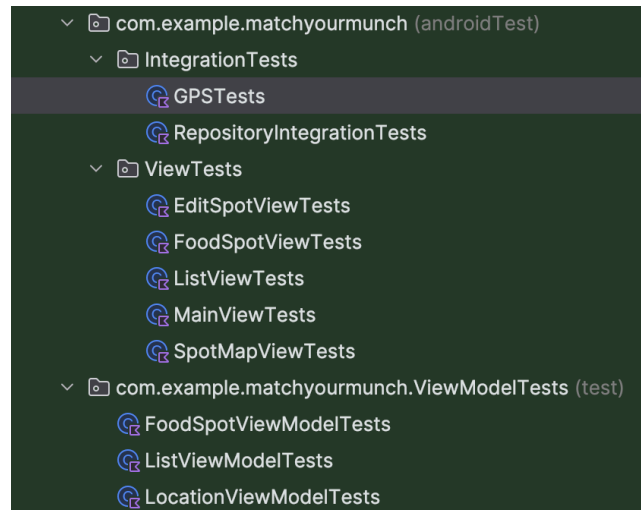 com.example.matchyourmunch (androidTest)
IntegrationTests
GPSTests
RepositoryIntegrationTests
ViewTests
EditSpotViewTests
FoodSpotViewTests
ListViewTests
MainViewTests
SpotMapViewTests
com.example.matchyourmunch.ViewModelTests (test)
FoodSpotViewModelTests
ListViewModelTests
LocationViewModelTests